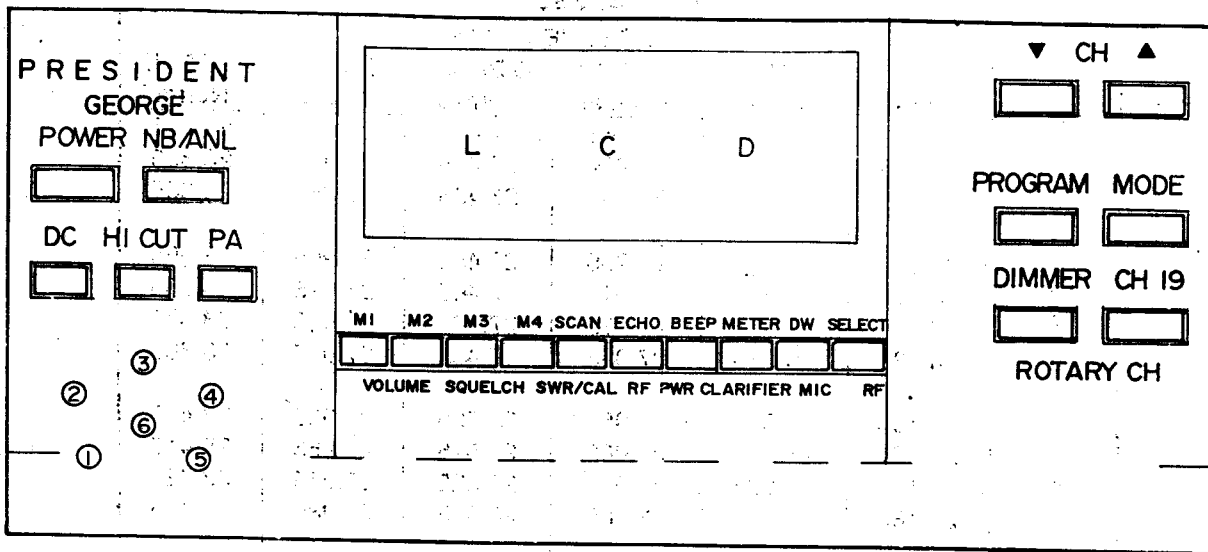 PRESIDENT
GEORGE
POWER NB/ANL
DC HI CUT PA
③
② ④
⑥
① ⑤
L C D
M1 M2 M3 M4 SCAN ECHO BEEP METER DW SELECT
VOLUME SQUELCH SWR/CAL RF PWR CLARIFIER MIC RF
▼ CH ▲
PROGRAM MODE
DIMMER CH 19
ROTARY CH